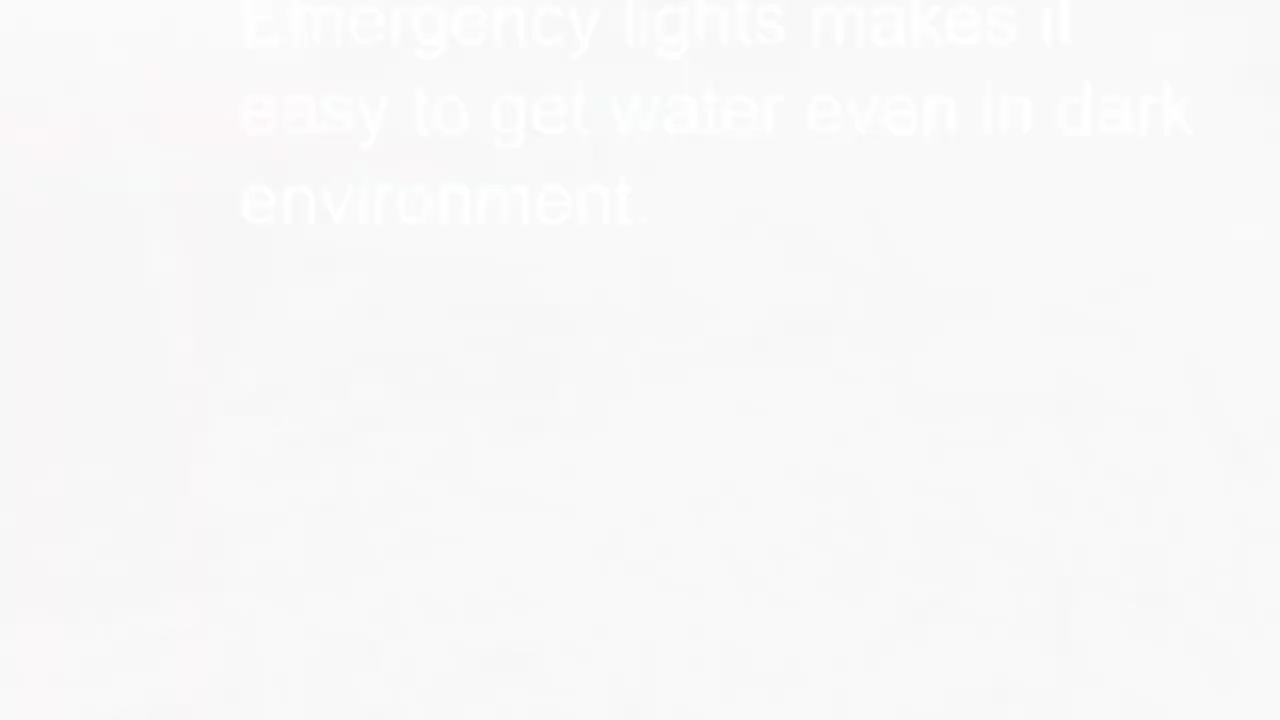 Emergency lights makes it
easy to get water even in dark
environment.